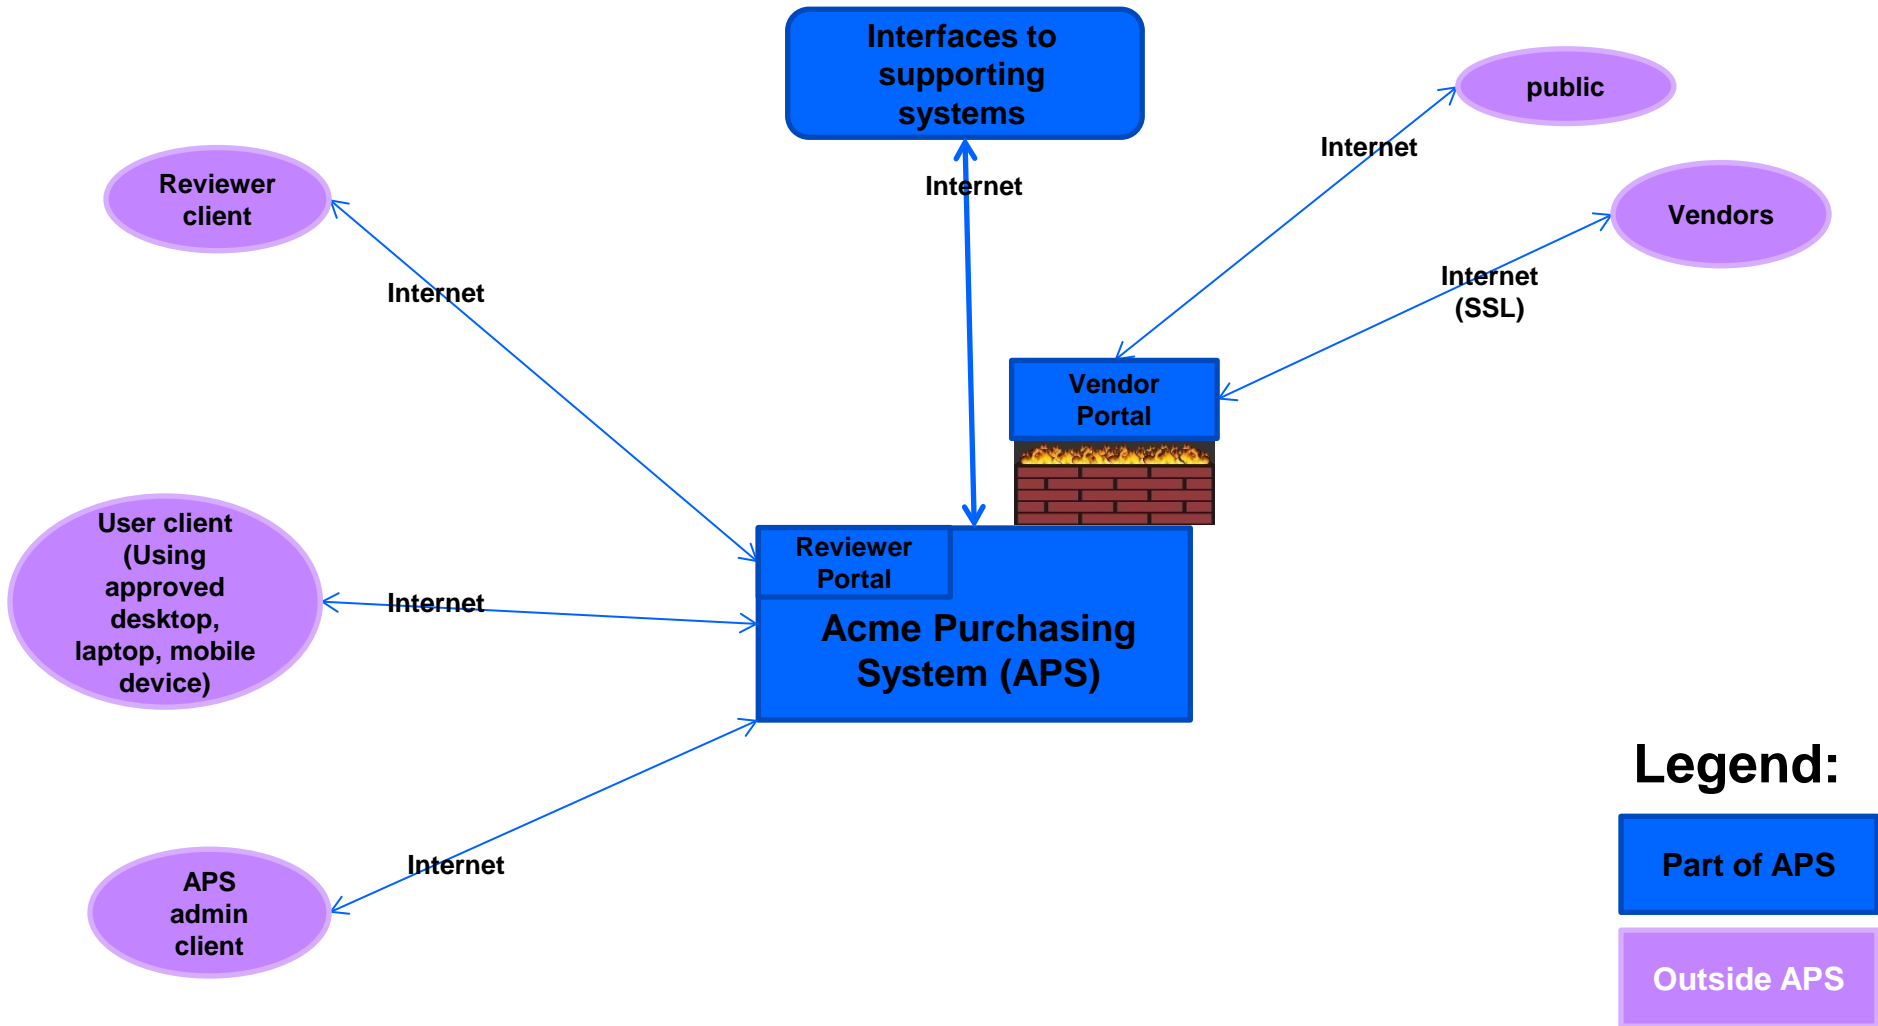 Interfaces to
supporting
systems
public
Internet
Reviewer
client
Internet
Vendors
Internet
Internet
(SSL)
Vendor
Portal
User client
(Using
approved
desktop,
laptop, mobile
device)
Internet
Reviewer
Portal
Acme Purchasing
System (APS)
Internet
APS
admin
client
Legend:
Part of APS
Outside APS